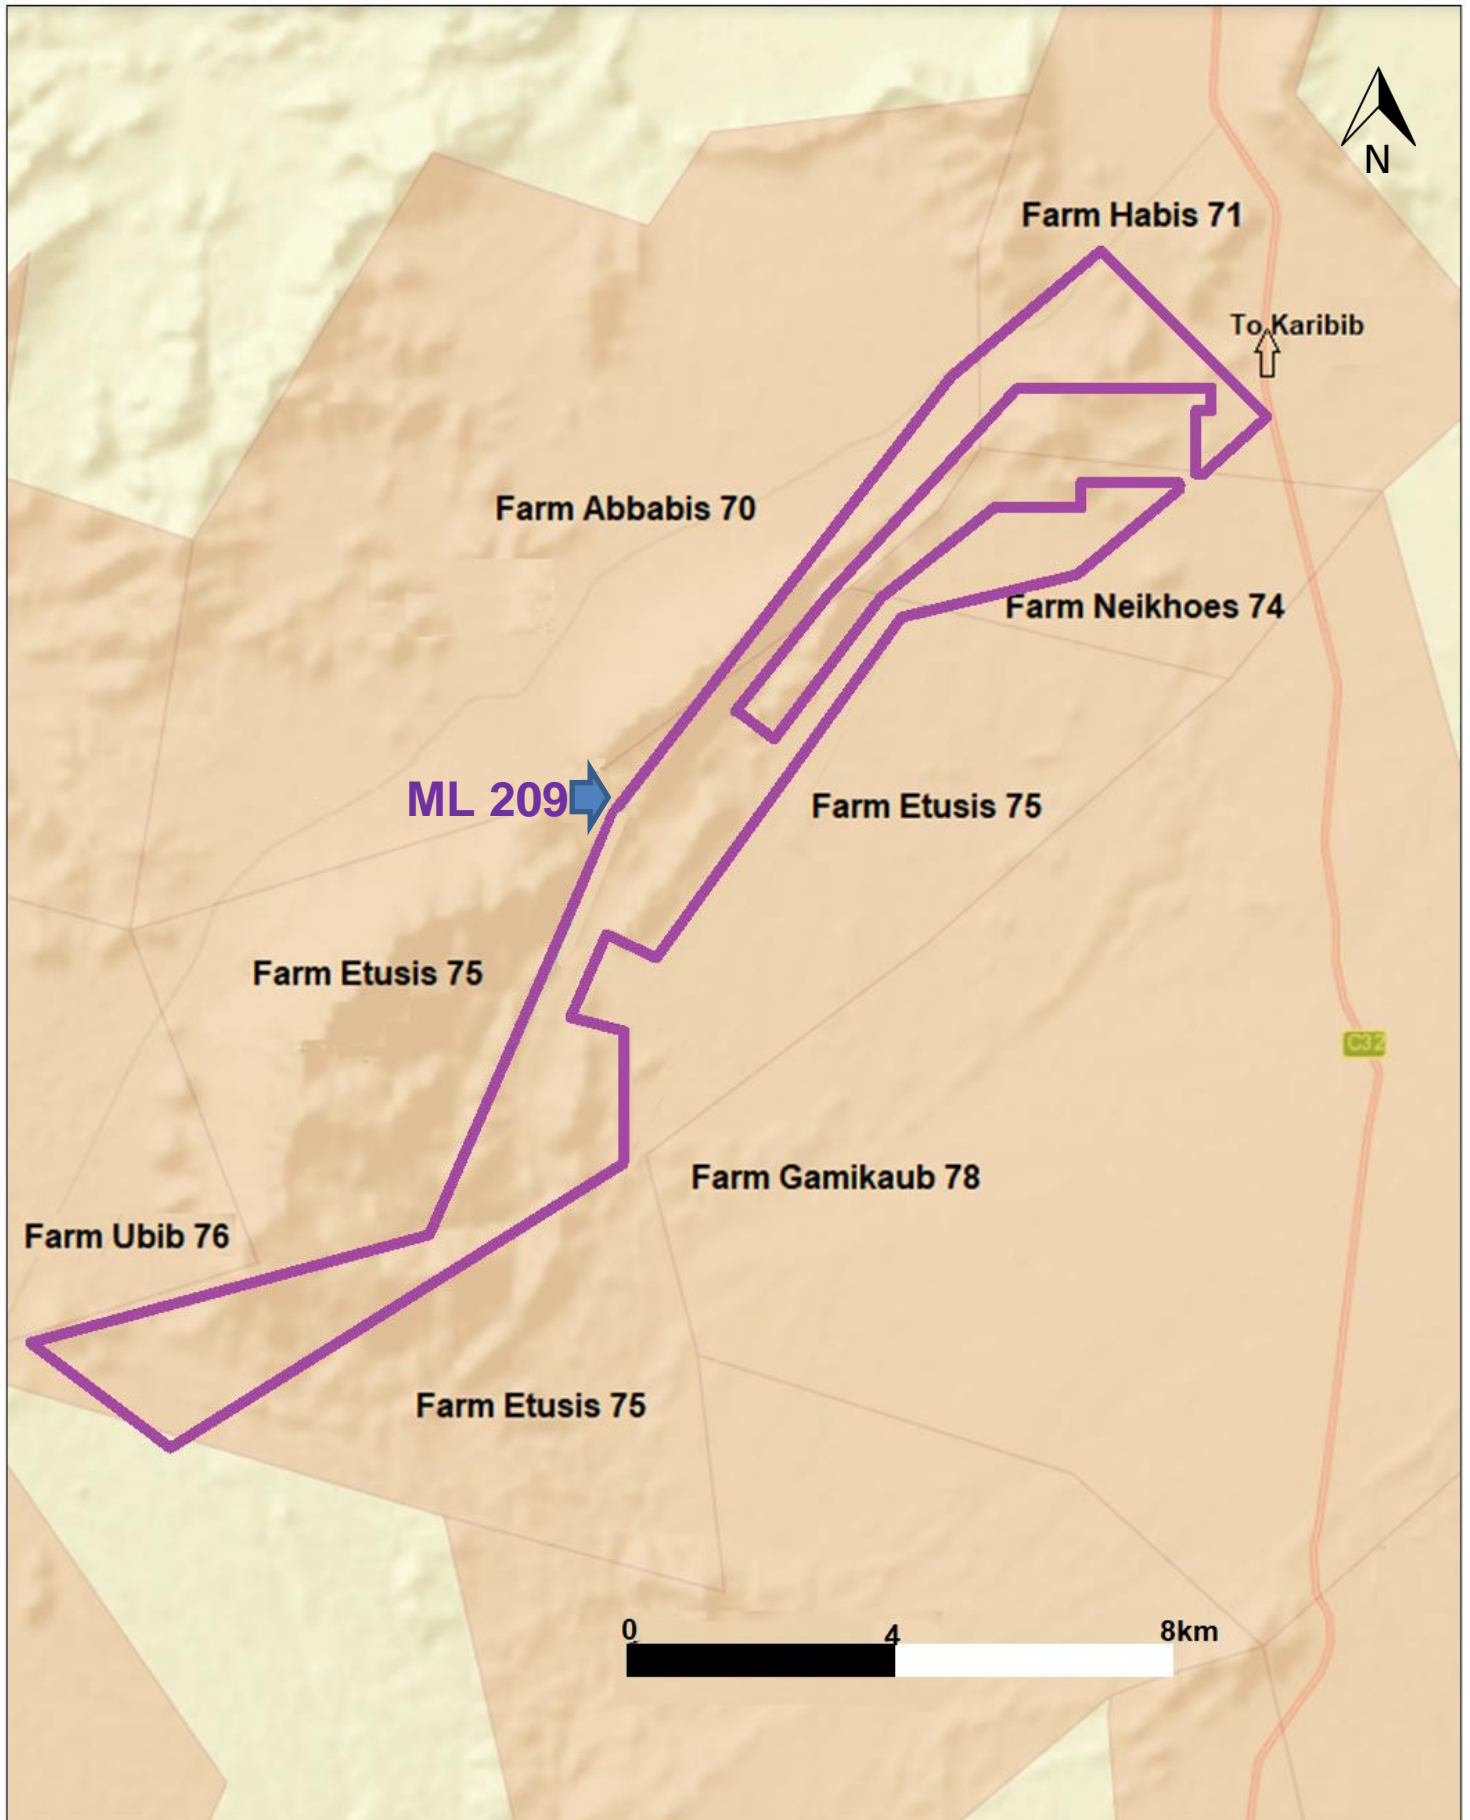 N
Farm Habis 71
To Karibib
Farm Abbabis 70
Farm Neikhoes 74
ML 209
Farm Etusis 75
Farm Etusis 75
C32
Farm Gamikaub 78
Farm Ubib 76
Farm Etusis 75
0 4 8km